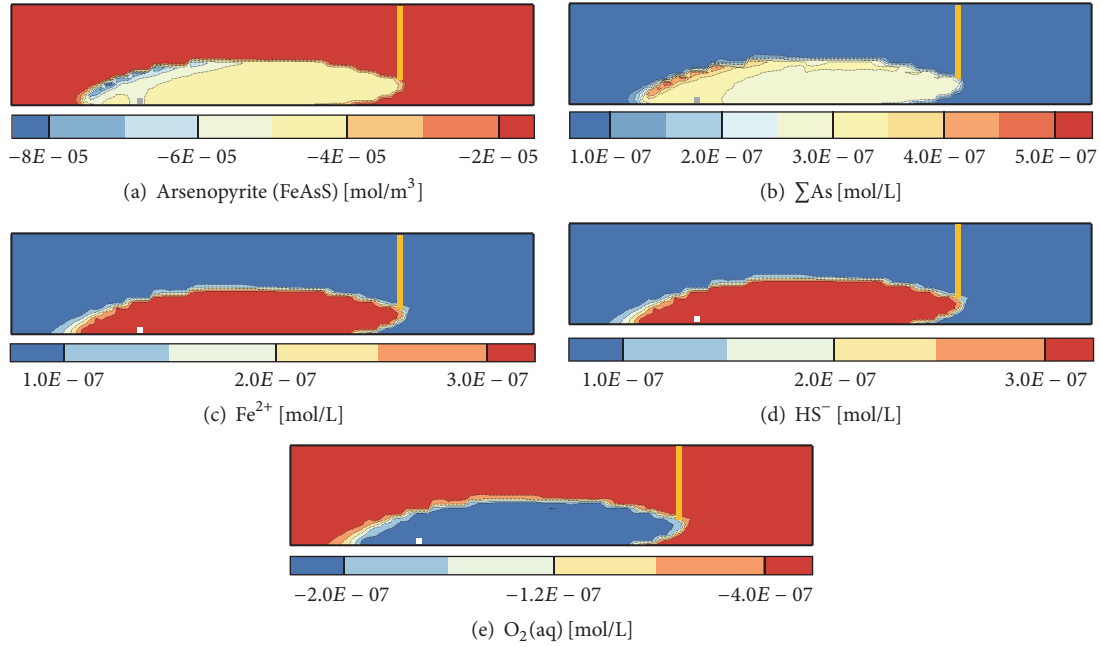 −8E − 05 −6E − 05 −4E − 05 −2E − 05
(a) Arsenopyrite (FeAsS) [mol/m³]
1.0E − 07 2.0E − 07 3.0E − 07 4.0E − 07 5.0E − 07
(b) ∑As [mol/L]
1.0E − 07 2.0E − 07 3.0E − 07
(c) Fe²⁺ [mol/L]
1.0E − 07 2.0E − 07 3.0E − 07
(d) HS⁻ [mol/L]
−2.0E − 07 −1.2E − 07 −4.0E − 07
(e) O₂(aq) [mol/L]